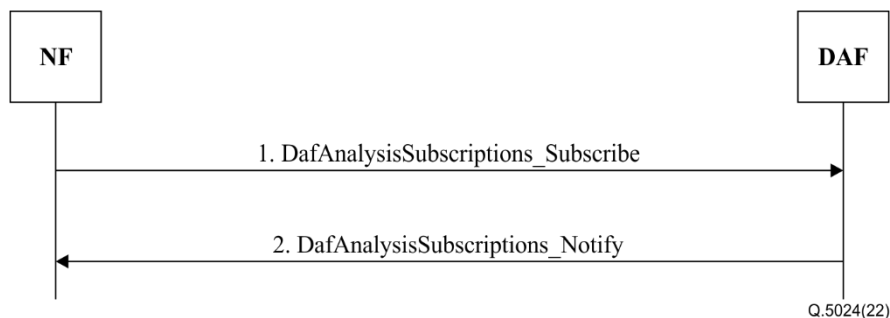 NF
DAF
1. DafAnalysisSubscriptions_Subscribe
2. DafAnalysisSubscriptions_Notify
Q.5024(22)